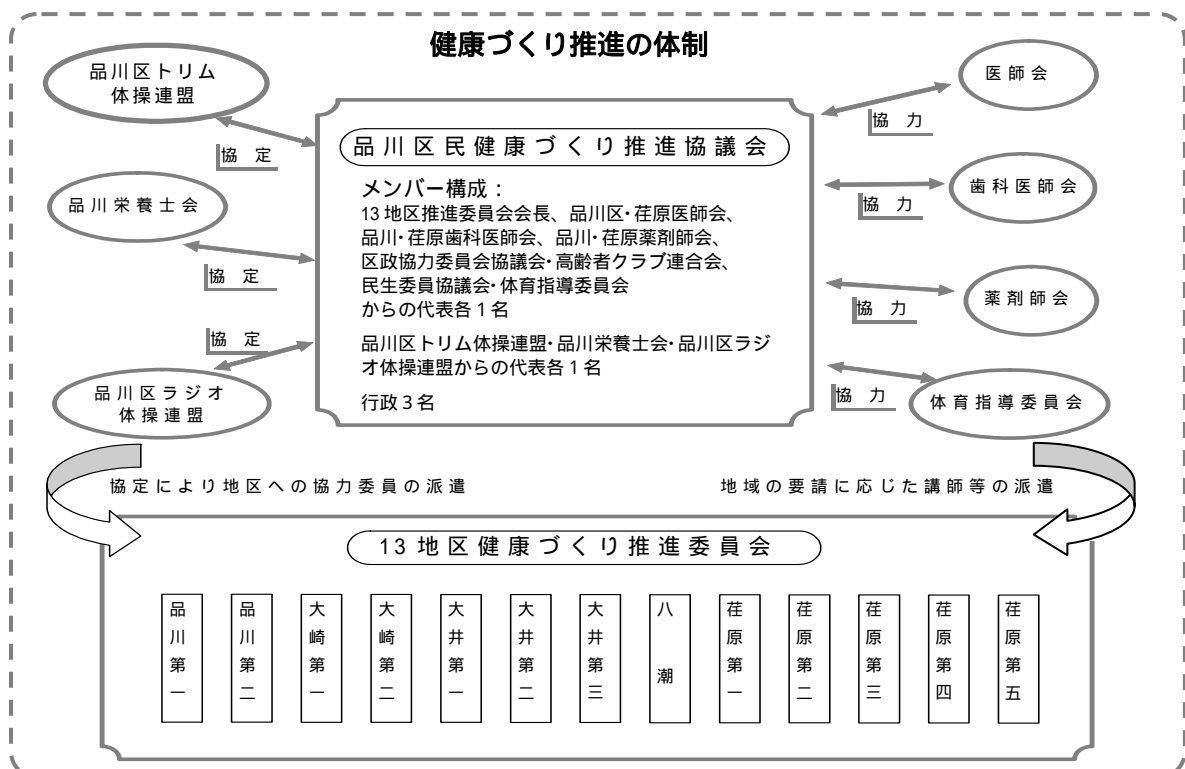 健康づくり推進の体制
品川区トリム
体操連盟
協定
品川栄養士会
協定
協定
品川区ラジオ
体操連盟
品川区民健康づくり推進協議会
メンバー構成：
13地区推進委員会会長、品川区・荏原医師会、
品川・荏原歯科医師会、品川・荏原薬剤師会、
区政協力委員会協議会・高齢者クラブ連合会、
民生委員協議会・体育指導委員会
からの代表各1名
品川区トリム体操連盟・品川栄養士会・品川区ラジ
オ体操連盟からの代表各1名
行政3名
医師会
協力
歯科医師会
協力
薬剤師会
協力
体育指導委員会
協力
協定により地区への協力委員の派遣
地域の要請に応じた講師等の派遣
13地区健康づくり推進委員会
品川第一
品川第二
大崎第一
大崎第二
大井第一
大井第二
大井第三
八潮
荏原第一
荏原第二
荏原第三
荏原第四
荏原第五